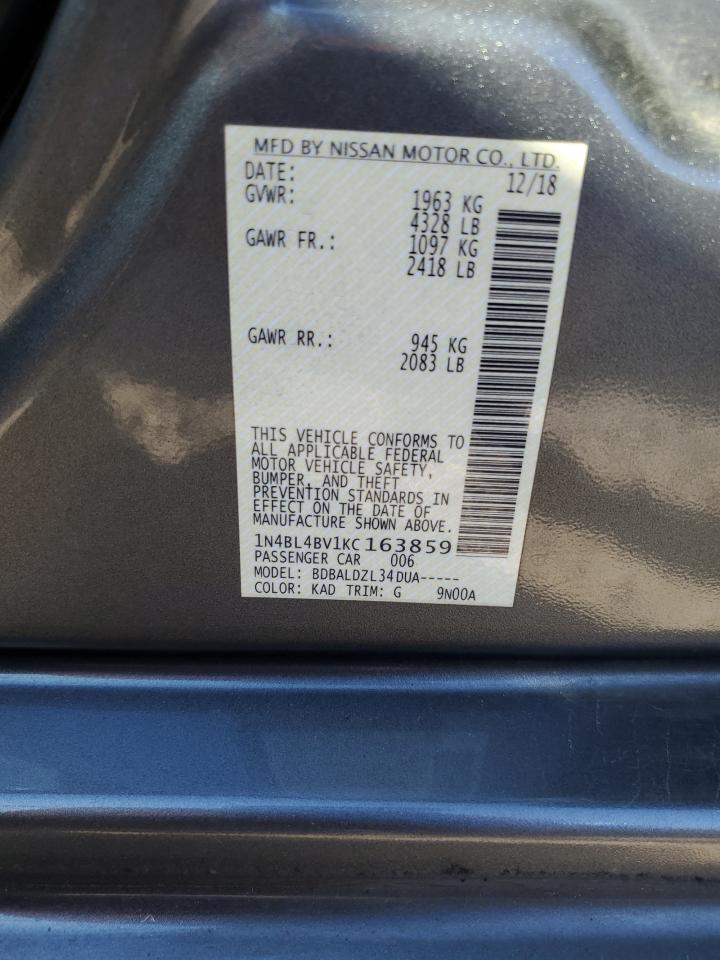 MFD BY NISSAN MOTOR CO., LTD.
DATE: 12/18
GVWR: 1963 KG
4328 LB
GAWR FR.: 1097 KG
2418 LB
GAWR RR.: 945 KG
2083 LB
THIS VEHICLE CONFORMS TO
ALL APPLICABLE FEDERAL
MOTOR VEHICLE SAFETY,
BUMPER, AND THEFT
PREVENTION STANDARDS IN
EFFECT ON THE DATE OF
MANUFACTURE SHOWN ABOVE.
1N4BL4BV1KC163859
PASSENGER CAR 006
MODEL: BDBALDZL34DUA-----
COLOR: KAD TRIM: G 9N00A